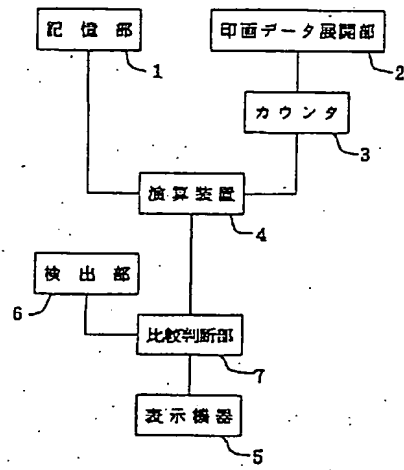 記憶部
1
印画データ展開部
2
カウンタ
3
演算装置
4
検出部
6
比較判断部
7
表示機器
5